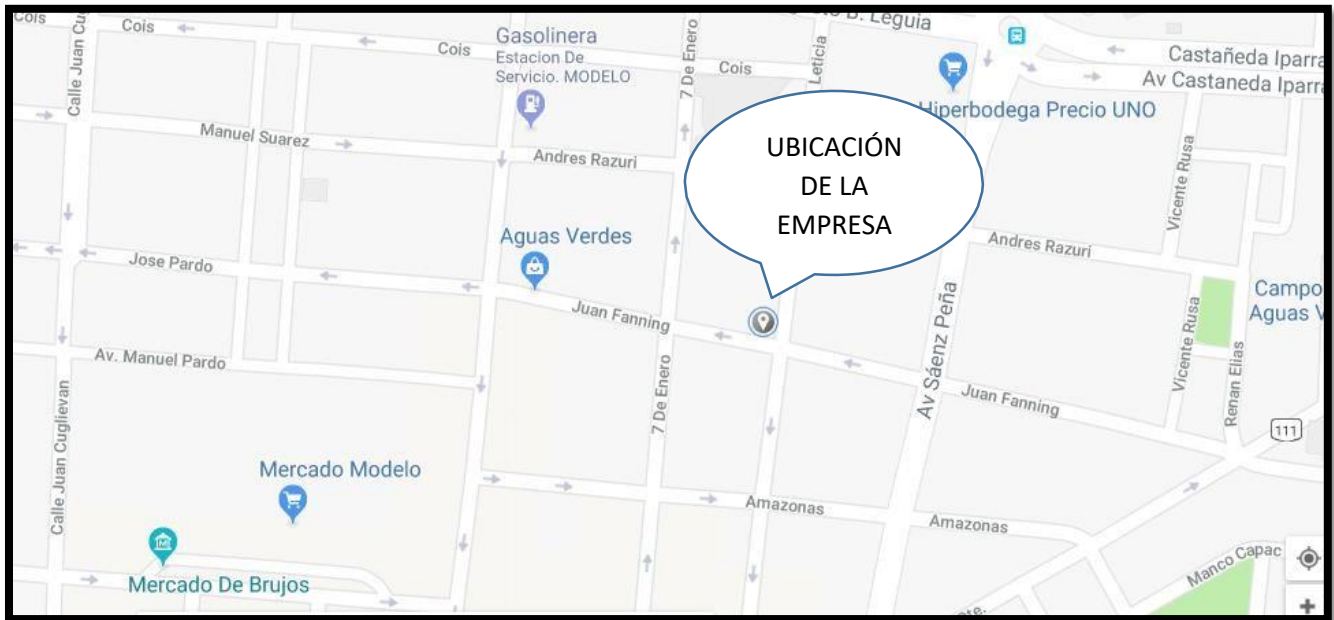 Cois
Cois
Cois
Cois
Gasolinera
Estacion De
Servicio. MODELO
7 De Enero
Leticia
B. Leguia
Castañeda Iparra
Av Castaneda Iparr
Hiperbodega Precio UNO
Calle Juan Cu
Manuel Suarez
Andres Razuri
UBICACIÓN
DE LA
EMPRESA
Vicente Rusa
Andres Razuri
Aguas Verdes
Jose Pardo
Juan Fanning
Av Sáenz Peña
Campo
Aguas V
Vicente Rusa
Renan Elias
Av. Manuel Pardo
7 De Enero
Juan Fanning
111
Calle Juan Cuglievan
Mercado Modelo
Amazonas
Amazonas
Manco Capac
Mercado De Brujos
nte.
+